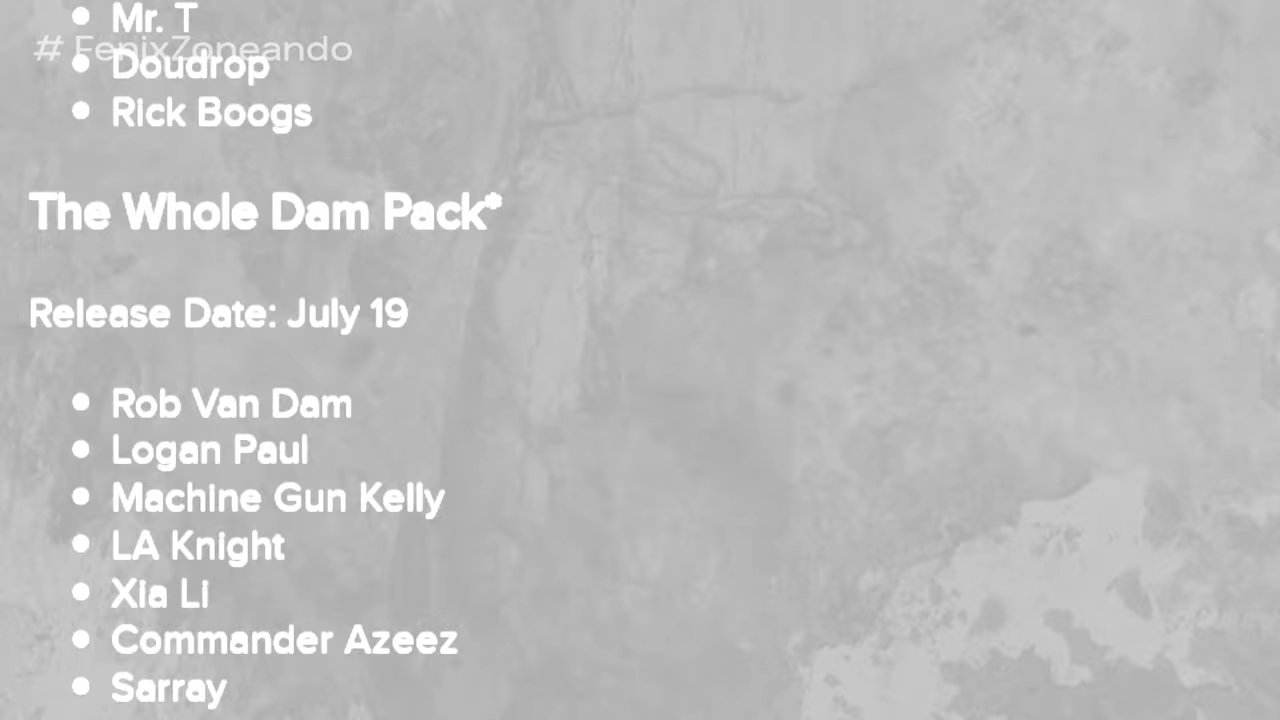 • Mr. T
# FenixZoneando
• Doudrop
• Rick Boogs
The Whole Dam Pack*
Release Date: July 19
• Rob Van Dam
• Logan Paul
• Machine Gun Kelly
• LA Knight
• Xia Li
• Commander Azeez
• Sarray